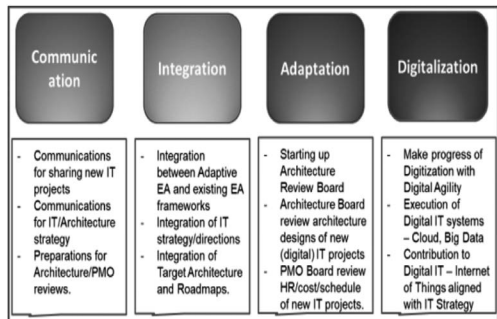 Communic
ation
Integration
Adaptation
Digitalization
- Communications
for sharing new IT
projects
- Communications
for IT/Architecture
strategy
- Preparations for
Architecture/PMO
reviews.
- Integration
between Adaptive
EA and existing EA
frameworks
- Integration of IT
strategy/directions
- Integration of
Target Architecture
and Roadmaps.
- Starting up
Architecture
Review Board
- Architecture Board
review architecture
designs of new
(digital) IT projects
- PMO Board review
HR/cost/schedule
of new IT projects.
- Make progress of
Digitization with
Digital Agility
- Execution of
Digital IT systems
– Cloud, Big Data
- Contribution to
Digital IT – Internet
of Things aligned
with IT Strategy